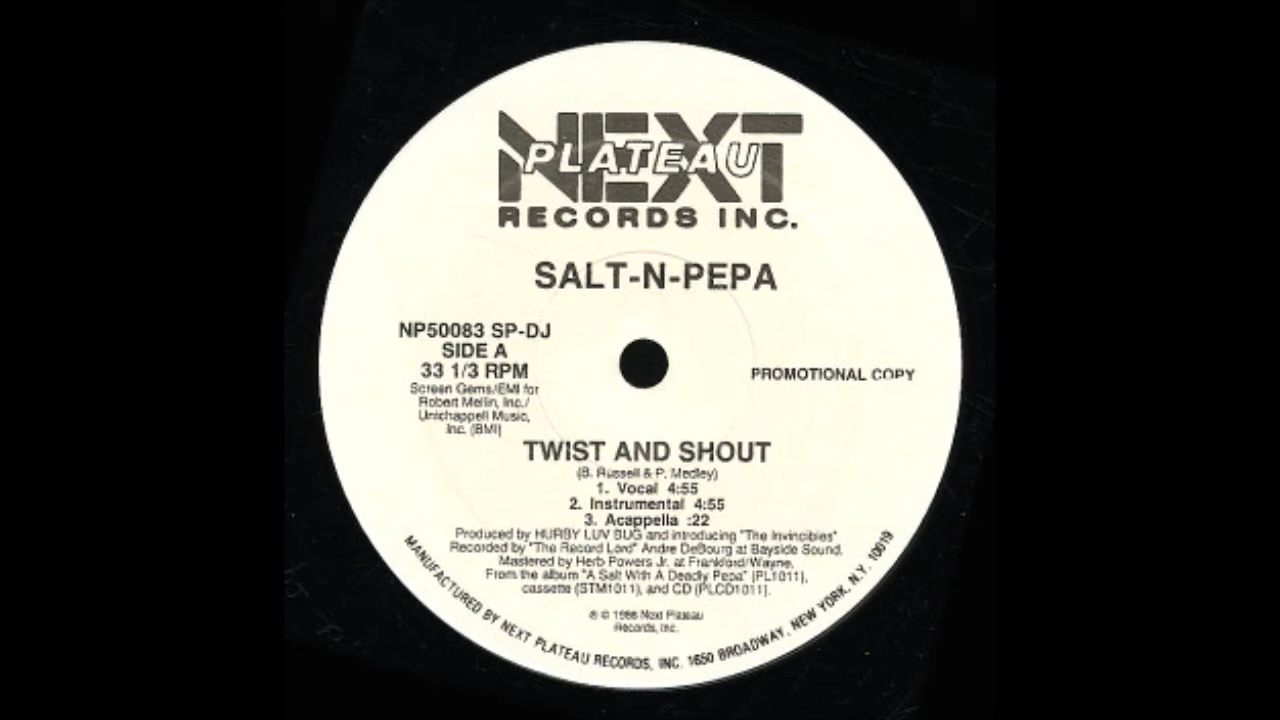 NEXT
PLATEAU
RECORDS INC.
SALT-N-PEPA
NP50083 SP-DJ
SIDE A
33 1/3 RPM
Screen Gems/EMI for
Robert Mellin, Inc./
Unichappell Music,
Inc. (BMI)
PROMOTIONAL COPY
TWIST AND SHOUT
(B. Russell & P. Medley)
1. Vocal 4:55
2. Instrumental 4:55
3. Acappella :22
Produced by HURBY LUV BUG and introducing "The Invincibles"
Recorded by "The Record Lord" Andre DeBourg at Bayside Sound.
Mastered by Herb Powers Jr. at Frankford/Wayne.
From the album "A Salt With A Deadly Pepa" (PL1011),
cassette (STM1011), and CD (PLCD1011).
℗ © Next Plateau
Records, Inc.
MANUFACTURED BY NEXT PLATEAU RECORDS, INC. 1650 BROADWAY, NEW YORK, N.Y. 10019